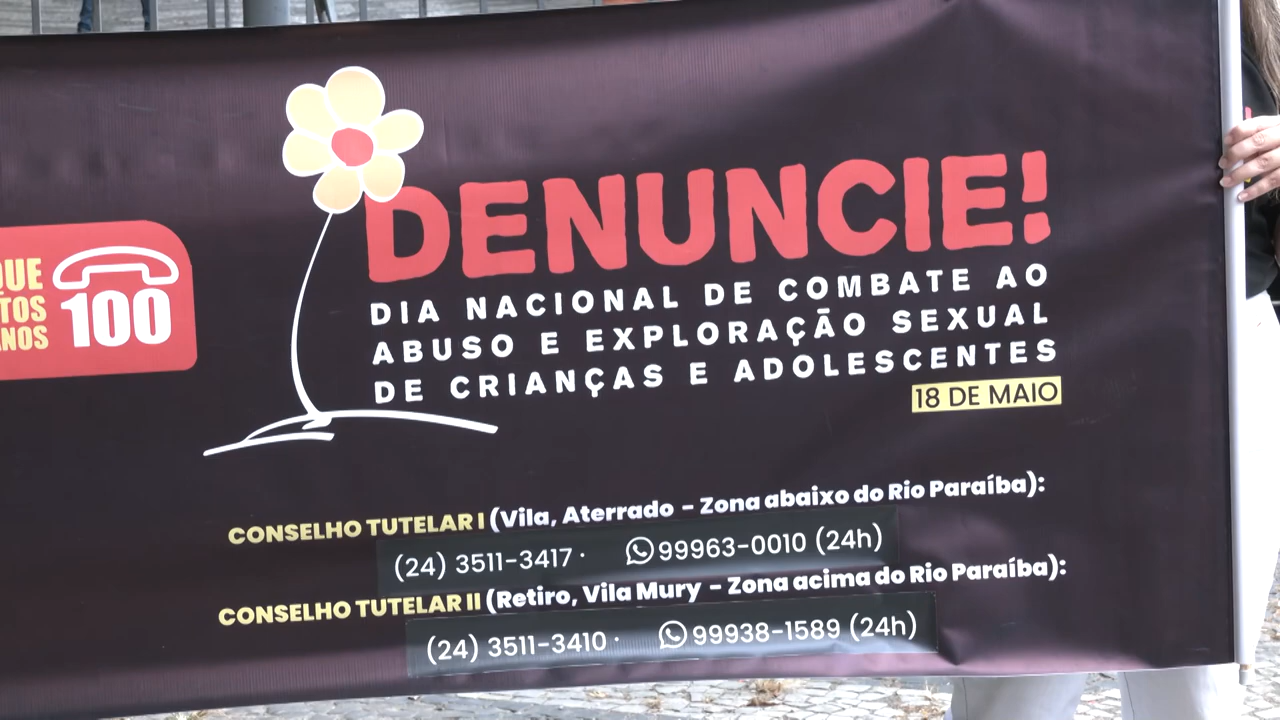 100
DENUNCIE!
DIA NACIONAL DE COMBATE AO
ABUSO E EXPLORAÇÃO SEXUAL
DE CRIANÇAS E ADOLESCENTES
18 DE MAIO
CONSELHO TUTELAR I (Vila, Aterrado - Zona abaixo do Rio Paraíba):
(24) 3511-3417 · 99963-0010 (24h)
CONSELHO TUTELAR II (Retiro, Vila Mury - Zona acima do Rio Paraíba):
(24) 3511-3410 · 99938-1589 (24h)